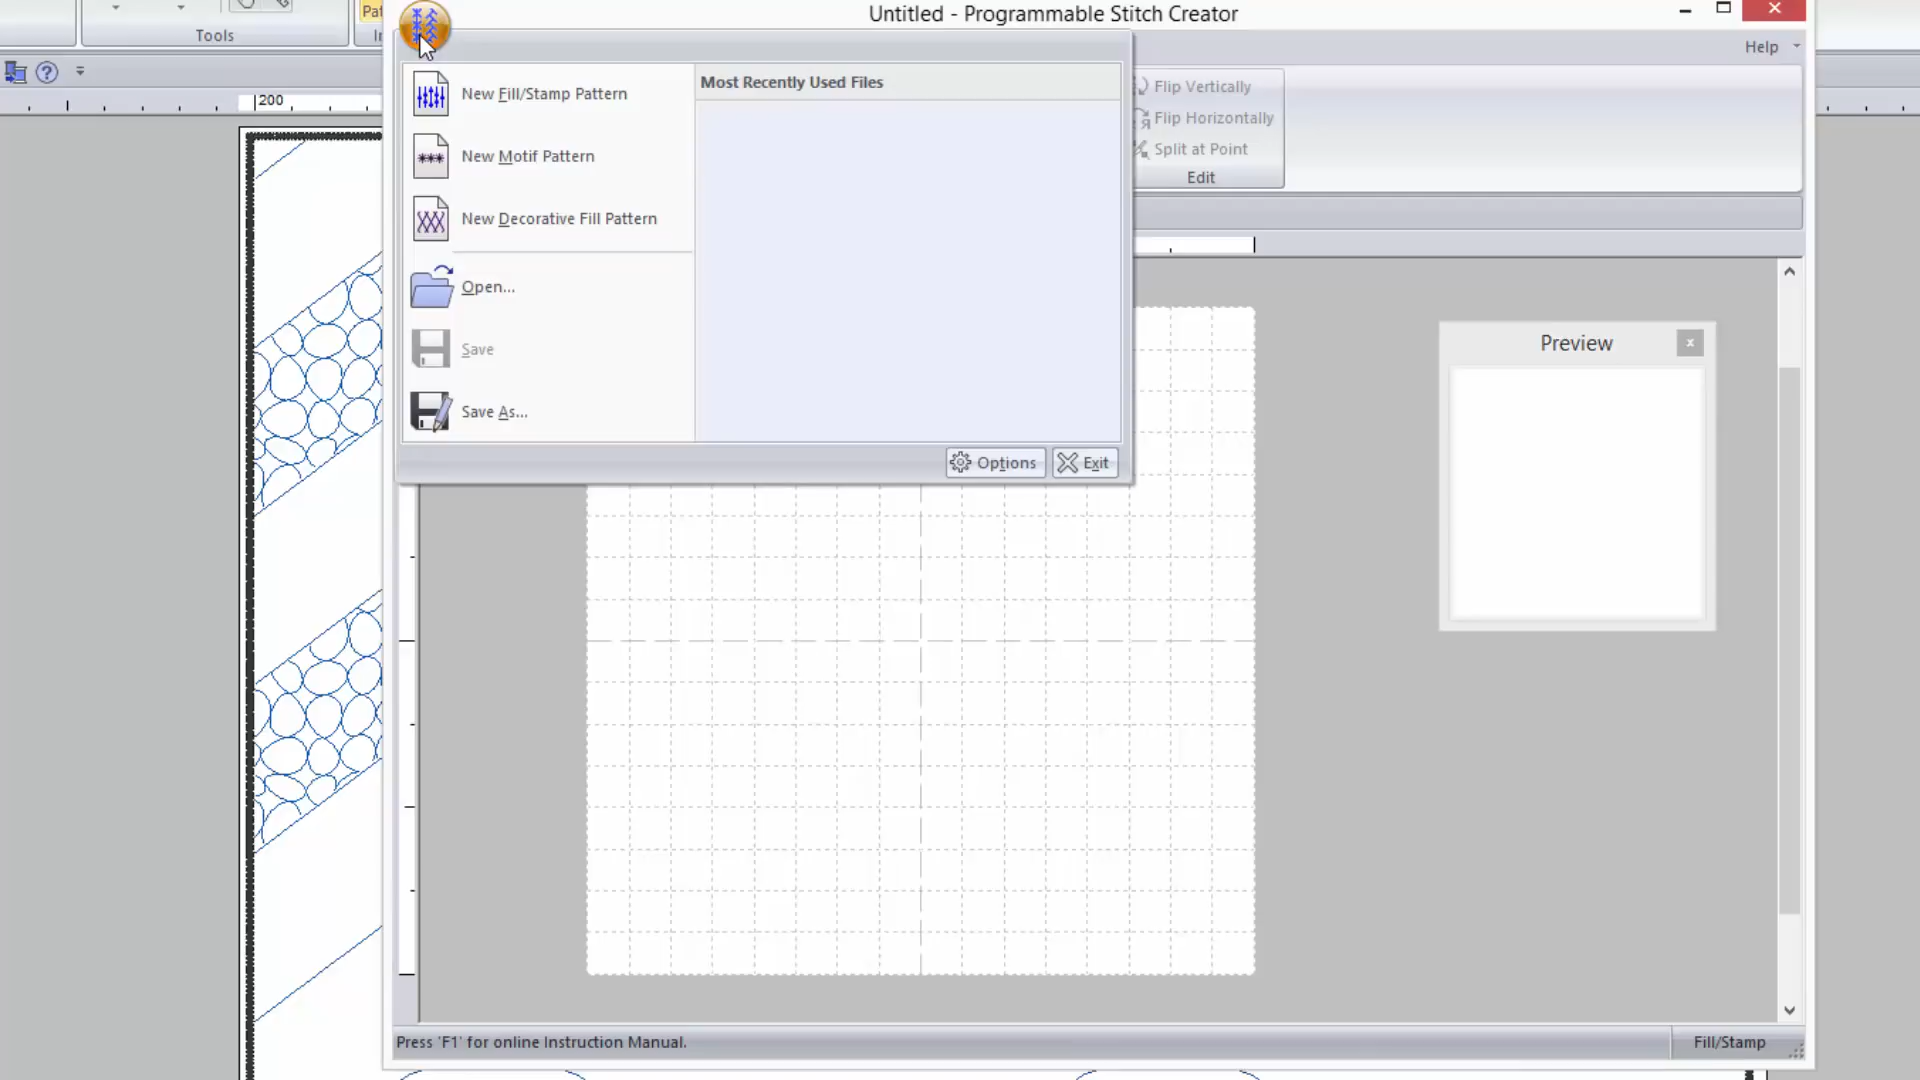 Untitled - Programmable Stitch Creator
Pat
Tools
Help
200
New Fill/Stamp Pattern
New Motif Pattern
New Decorative Fill Pattern
Open...
Save
Save As...
Most Recently Used Files
Options
Exit
Flip Vertically
Flip Horizontally
Split at Point
Edit
Preview
x
Press 'F1' for online Instruction Manual.
Fill/Stamp